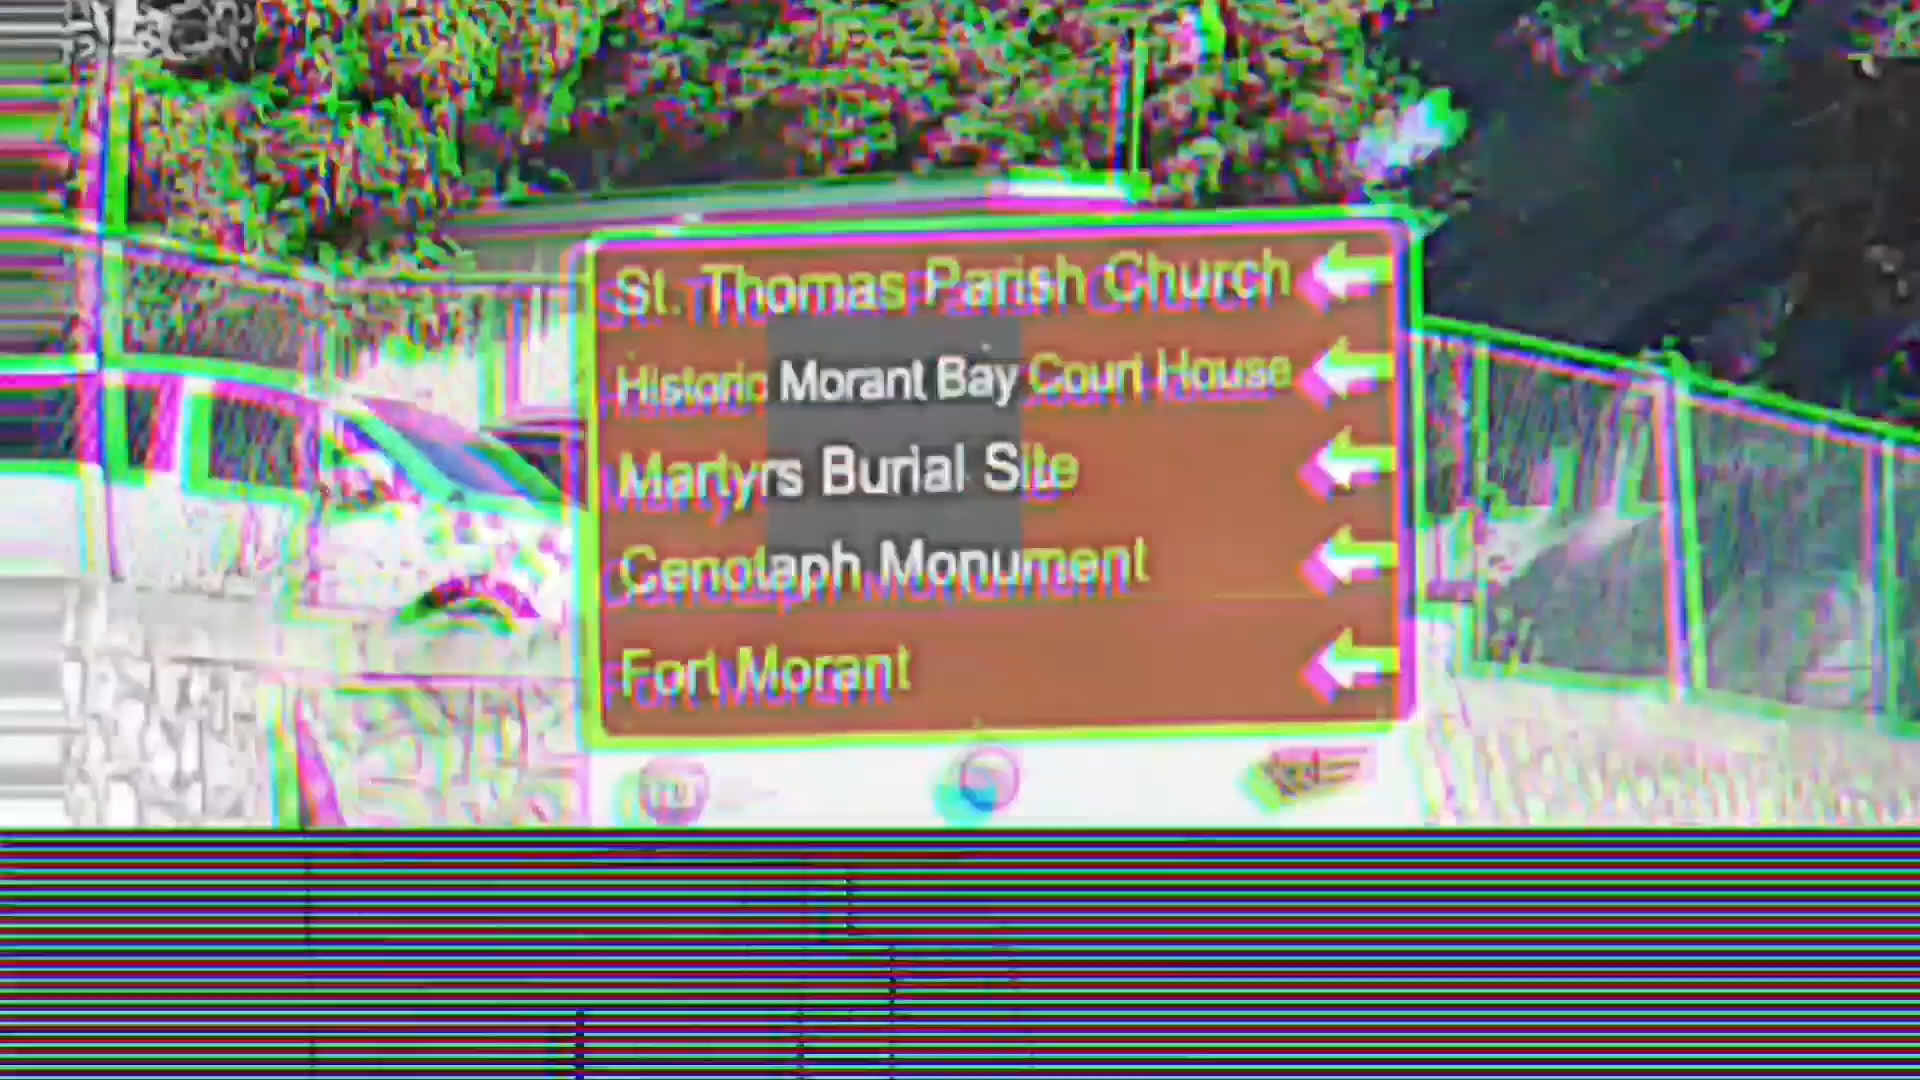 St. Thomas Parish Church
Historic Morant Bay Court House
Martyrs Burial Site
Cenotaph Monument
Fort Morant